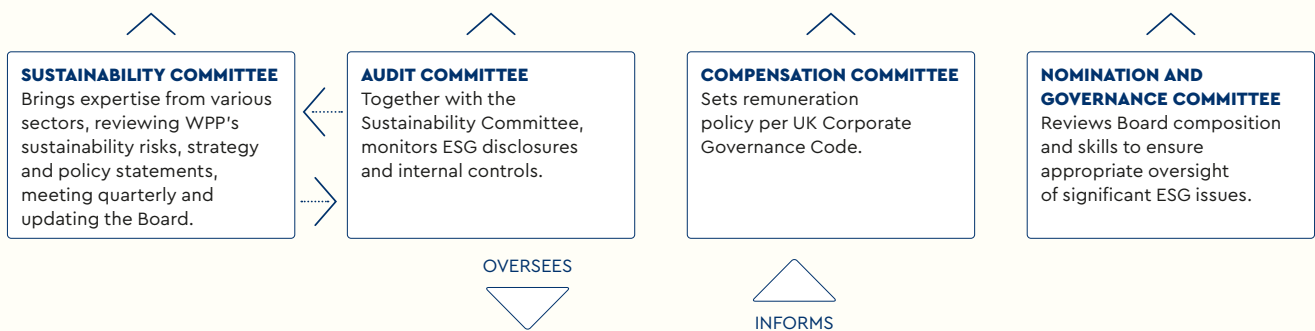 SUSTAINABILITY COMMITTEE
Brings expertise from various
sectors, reviewing WPP's
sustainability risks, strategy
and policy statements,
meeting quarterly and
updating the Board.
AUDIT COMMITTEE
Together with the
Sustainability Committee,
monitors ESG disclosures
and internal controls.
COMPENSATION COMMITTEE
Sets remuneration
policy per UK Corporate
Governance Code.
NOMINATION AND
GOVERNANCE COMMITTEE
Reviews Board composition
and skills to ensure
appropriate oversight
of significant ESG issues.
OVERSEES
INFORMS